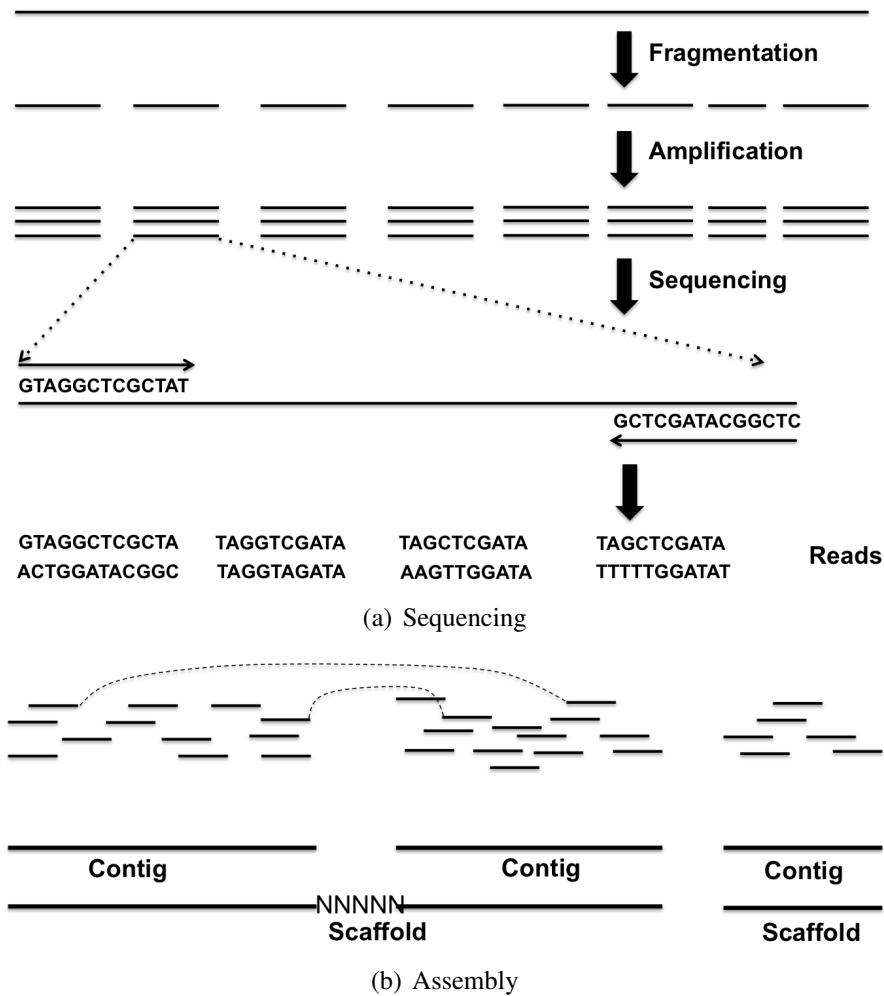 Fragmentation
Amplification
Sequencing
GTAGGCTCGCTAT
GCTCGATACGGCTC
GTAGGCTCGCTA TAGGTCGATA TAGCTCGATA TAGCTCGATA
ACTGGATACGGC TAGGTAGATA AAGTTGGATA TTTTTGGATAT
Reads
(a) Sequencing
Contig Contig Contig
NNNNN
Scaffold Scaffold
(b) Assembly